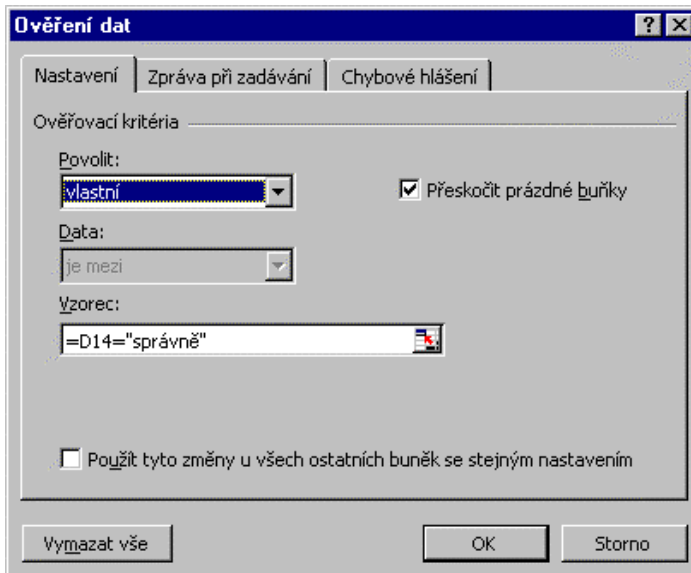 Ověření dat
Nastavení Zpráva při zadávání Chybové hlášení
Ověřovací kritéria
Povolit:
vlastní Přeskočit prázdné buňky
Data:
je mezi
Vzorec:
=D14="správně"
Použít tyto změny u všech ostatních buněk se stejným nastavením
Vymazat vše OK Storno